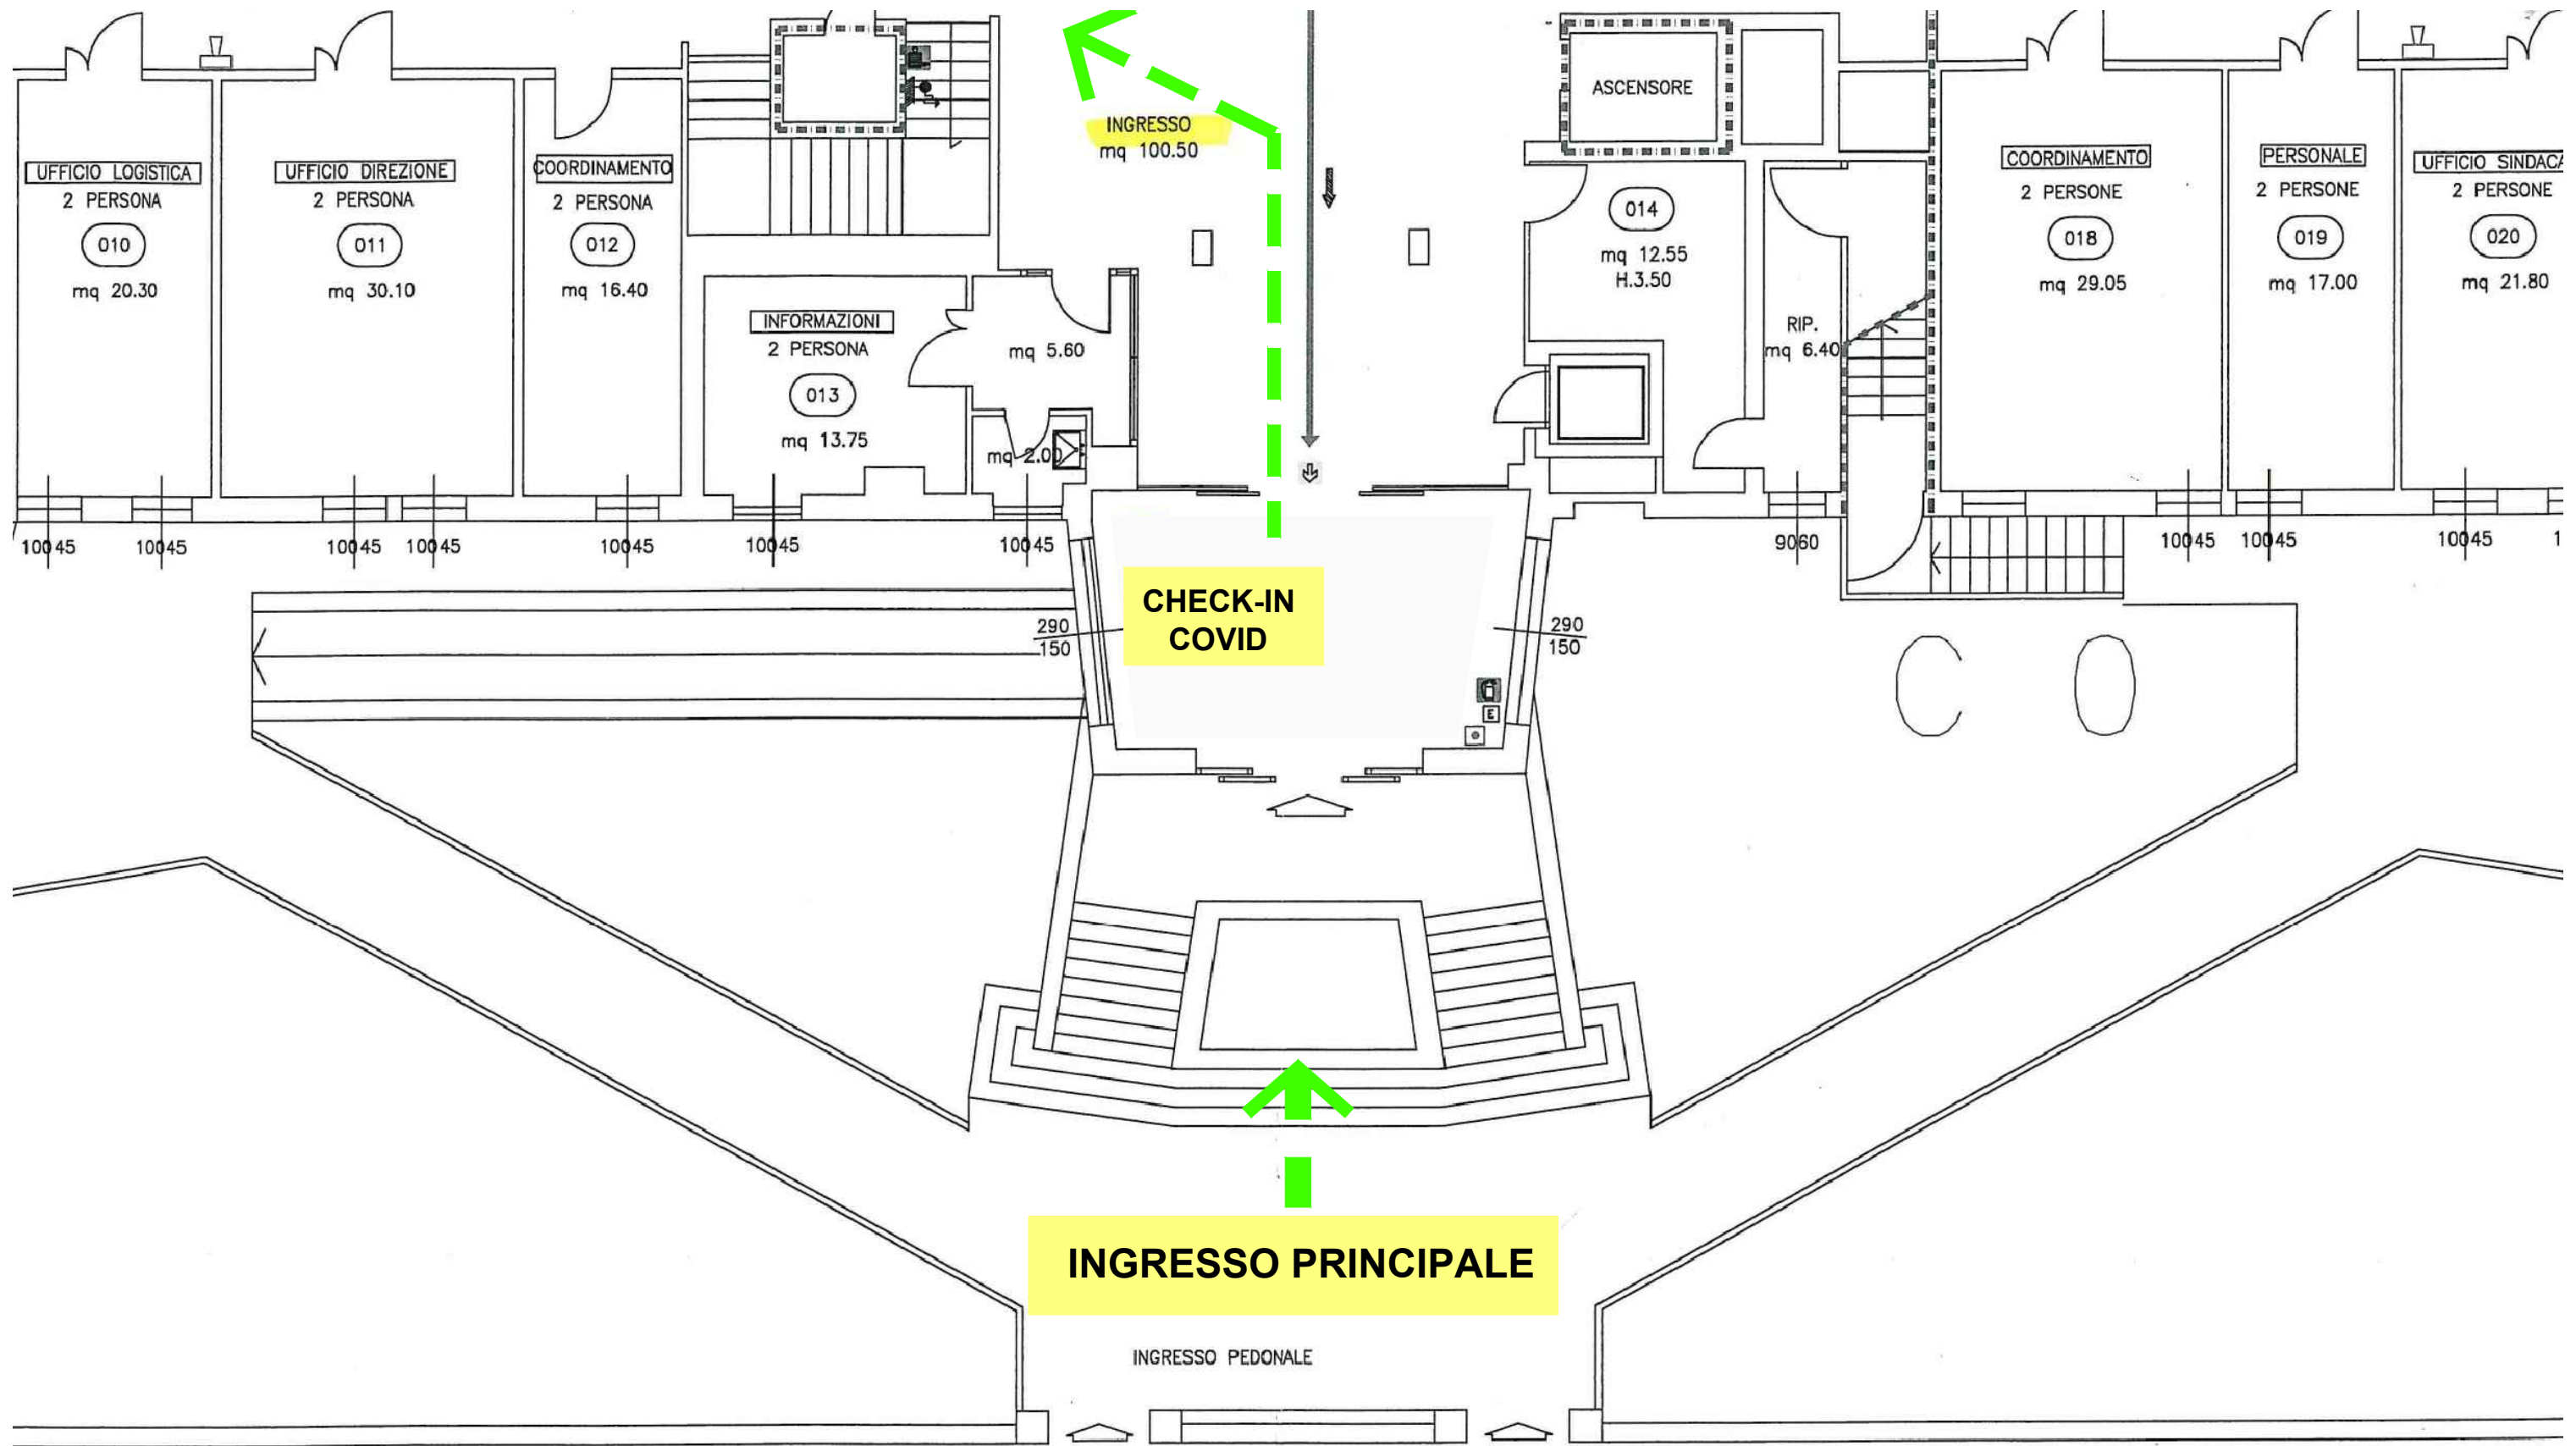 ASCENSORE
INGRESSO
mq 100.50
UFFICIO LOGISTICA
2 PERSONA
010
mq 20.30
UFFICIO DIREZIONE
2 PERSONA
011
mq 30.10
COORDINAMENTO
2 PERSONA
012
mq 16.40
014
mq 12.55
H.3.50
COORDINAMENTO
2 PERSONE
018
mq 29.05
PERSONALE
2 PERSONE
019
mq 17.00
UFFICIO SINDACA
2 PERSONE
020
mq 21.80
INFORMAZIONI
2 PERSONA
013
mq 13.75
mq 5.60
mq 2.00
RIP.
mq 6.40
10045
10045
10045
10045
10045
10045
10045
9060
10045
10045
10045
1
CHECK-IN
COVID
290
150
290
150
E
C O
INGRESSO PRINCIPALE
INGRESSO PEDONALE